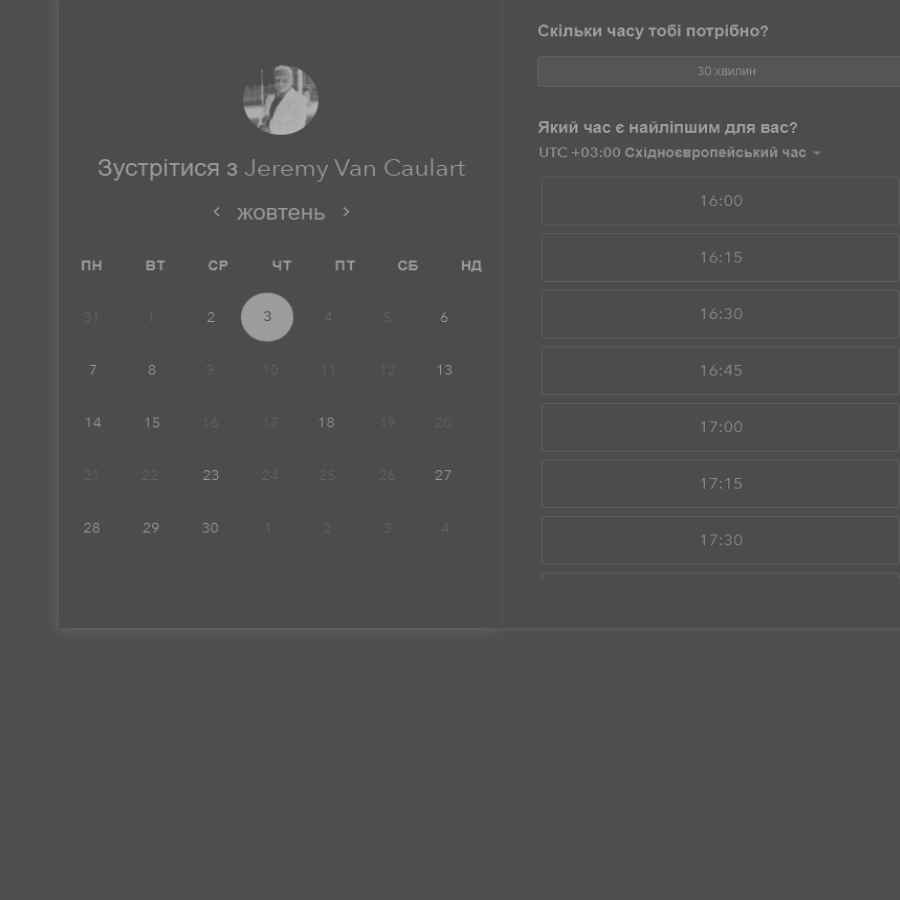 Зустрітися з Jeremy Van Caulart
жовтень
ПН ВТ СР ЧТ ПТ СБ НД
31 1 2 3 4 5 6
7 8 9 10 11 12 13
14 15 16 17 18 19 20
21 22 23 24 25 26 27
28 29 30 1 2 3 4
Скільки часу тобі потрібно?
30 хвилин
Який час є найліпшим для вас?
UTC +03:00 Східноєвропейський час
16:00
16:15
16:30
16:45
17:00
17:15
17:30